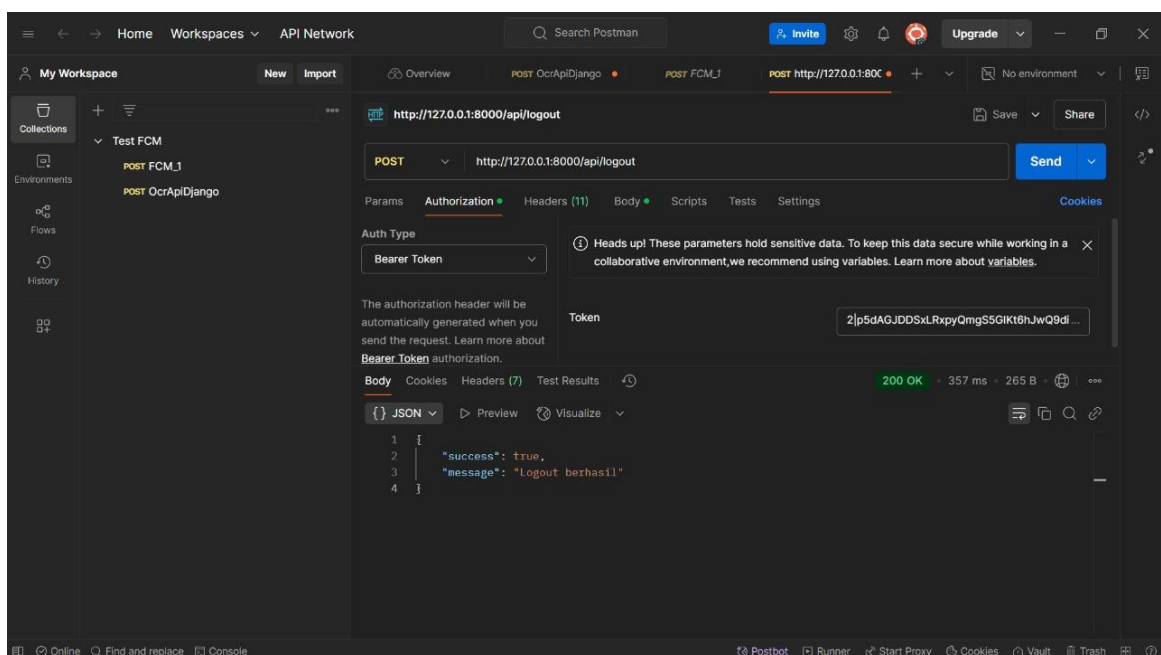 Home Workspaces API Network Search Postman Invite Upgrade
My Workspace New Import Overview POST OcrApiDjango POST FCM_1 POST http://127.0.0.1:800 No environment
Collections
Environments
Flows
History
Test FCM
POST FCM_1
POST OcrApiDjango
HTTP http://127.0.0.1:8000/api/logout Save Share
POST http://127.0.0.1:8000/api/logout Send
Params Authorization Headers (11) Body Scripts Tests Settings Cookies
Auth Type
Bearer Token
The authorization header will be
automatically generated when you
send the request. Learn more about
Bearer Token authorization.
Heads up! These parameters hold sensitive data. To keep this data secure while working in a
collaborative environment,we recommend using variables. Learn more about variables.
Token 2|p5dAGJDDSxLRxpyQmgS5GIKt6hJwQ9di...
Body Cookies Headers (7) Test Results 200 OK 357 ms 265 B
{} JSON Preview Visualize
1 {
2 "success": true,
3 "message": "Logout berhasil"
4 }
Online Find and replace Console Postbot Runner Start Proxy Cookies Vault Trash